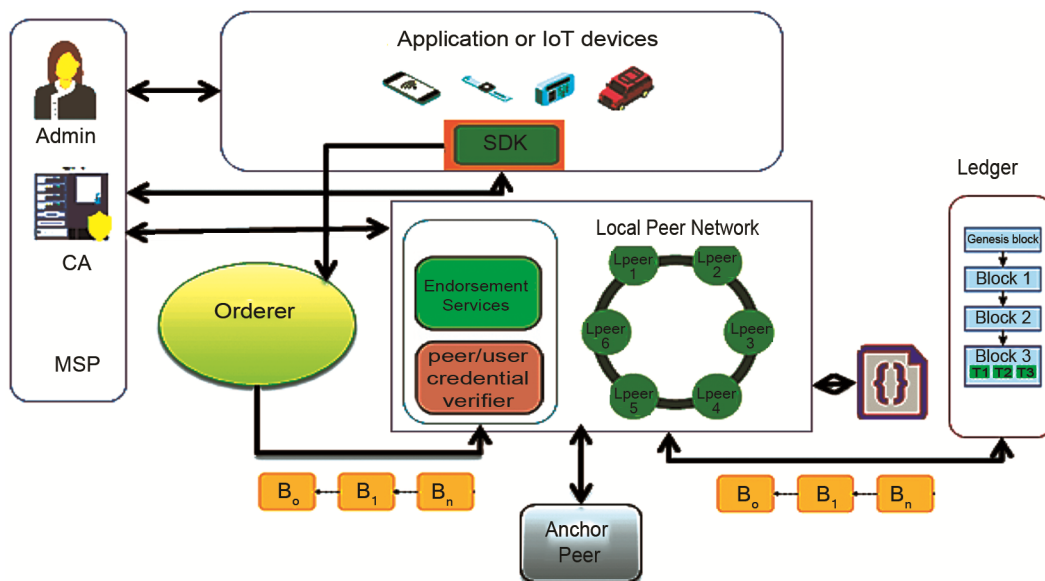 Application or IoT devices
Admin
SDK
CA
MSP
Ledger
Genesis block
Block 1
Block 2
Block 3
T1 T2 T3
Local Peer Network
Endorsement
Services
peer/user
credential
verifier
Lpeer
1
Lpeer
2
Lpeer
3
Lpeer
4
Lpeer
5
Lpeer
6
{}
Orderer
Bo
B1
Bn
Bo
B1
Bn
Anchor
Peer